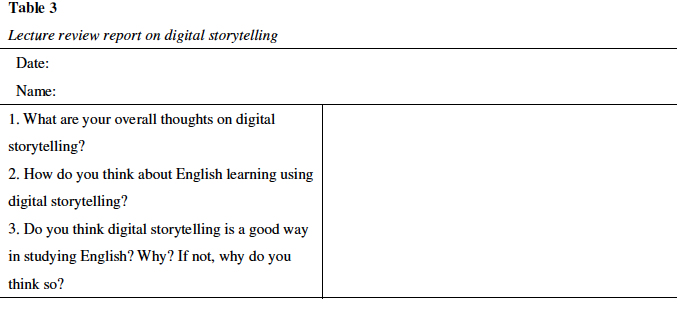 Table 3
Lecture review report on digital storytelling
Date:
Name:
1. What are your overall thoughts on digital
storytelling?
2. How do you think about English learning using
digital storytelling?
3. Do you think digital storytelling is a good way
in studying English? Why? If not, why do you
think so?